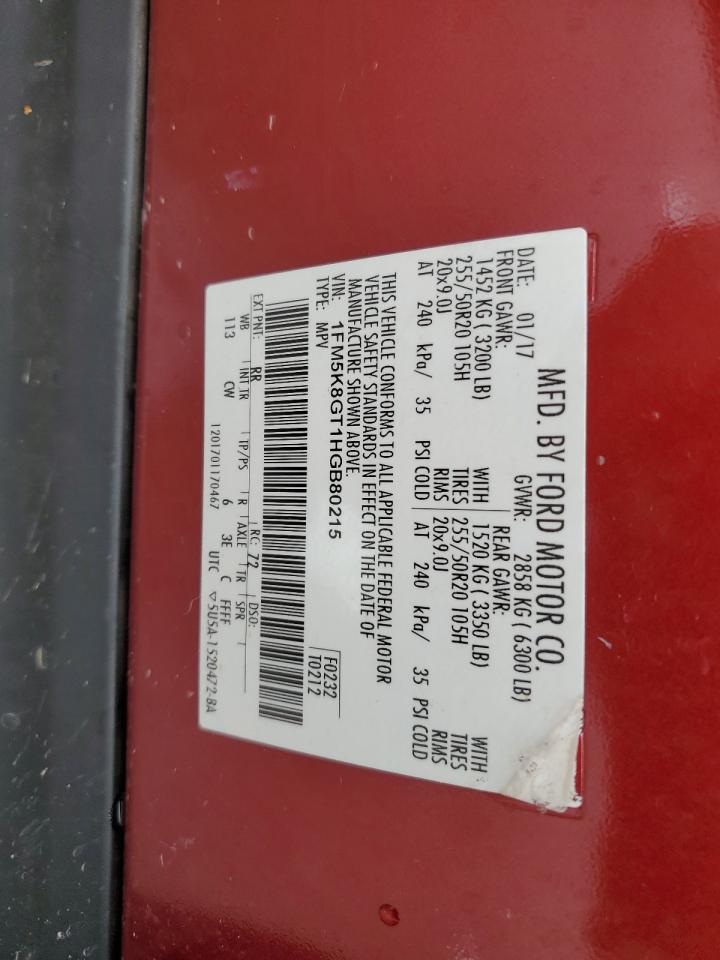 MFD. BY FORD MOTOR CO.
DATE: 01/17 GVWR: 2858 KG ( 6300 LB)
FRONT GAWR: REAR GAWR:
1452 KG ( 3200 LB) WITH 1520 KG ( 3350 LB) WITH
255/50R20 105H TIRES 255/50R20 105H TIRES
20x9.0J RIMS 20x9.0J RIMS
AT 240 kPa/ 35 PSI COLD AT 240 kPa/ 35 PSI COLD
THIS VEHICLE CONFORMS TO ALL APPLICABLE FEDERAL MOTOR
VEHICLE SAFETY STANDARDS IN EFFECT ON THE DATE OF
MANUFACTURE SHOWN ABOVE.
VIN: 1FM5K8GT1HGB80215 F0232
TYPE: MPV T0212
EXT PNT: RR RC: 72 DSO:
WB INT TR TP/PS R AXLE TR SPR
113 CW 6 3E C FFFF
1201701170467 UTC ▽5U5A-1520472-BA